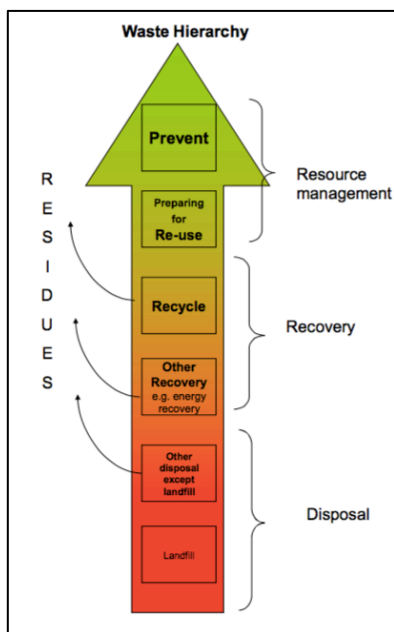 Waste Hierarchy
Prevent
Preparing
for
Re-use
Recycle
Other
Recovery
e.g. energy
recovery
Other
disposal
except
landfill
Landfill
R
E
S
I
D
U
E
S
Resource
management
Recovery
Disposal